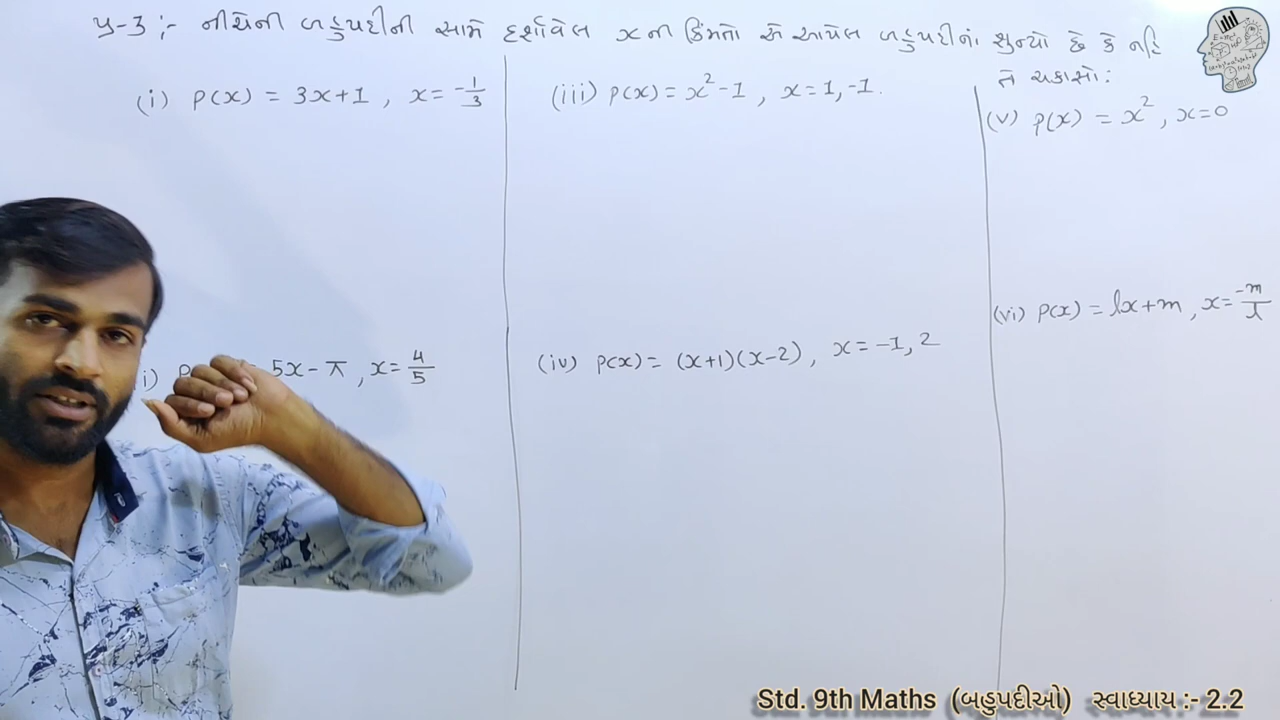 પ્ર-3 :- નીચેની બહુપદીની સામે દર્શાવેલ x ની કિંમતો એ આપેલ બહુપદીનાં શૂન્યો છે કે નહિ
તે ચકાસો:
(i) P(x) = 3x+1 , x = -1/3
i) P 5x - π , x = 4/5
(iii) p(x) = x² - 1 , x = 1, -1.
(iv) p(x) = (x+1)(x-2) , x = -1, 2
(v) p(x) = x² , x = 0
(vi) p(x) = lx + m , x = -m/l
Std. 9th Maths (બહુપદીઓ) સ્વાધ્યાય :- 2.2